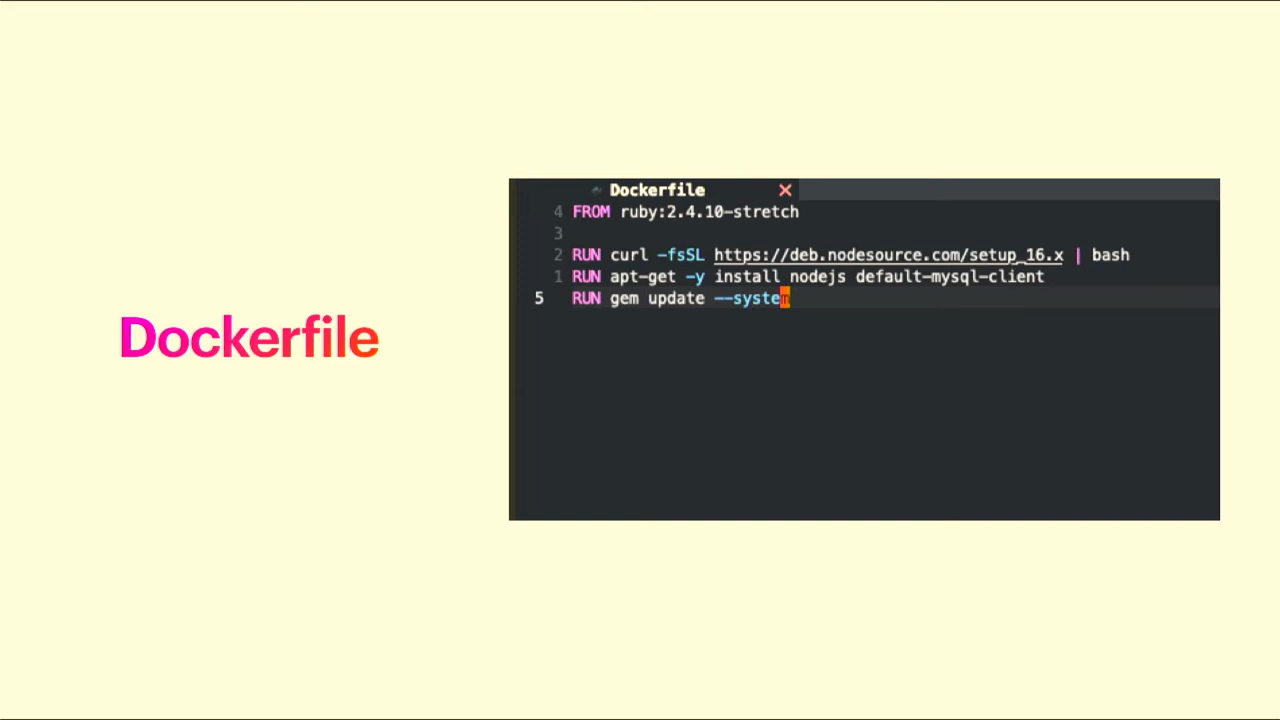 Dockerfile
Dockerfile ✕
4 FROM ruby:2.4.10-stretch
3
2 RUN curl -fsSL https://deb.nodesource.com/setup_16.x | bash
1 RUN apt-get -y install nodejs default-mysql-client
5 RUN gem update --system